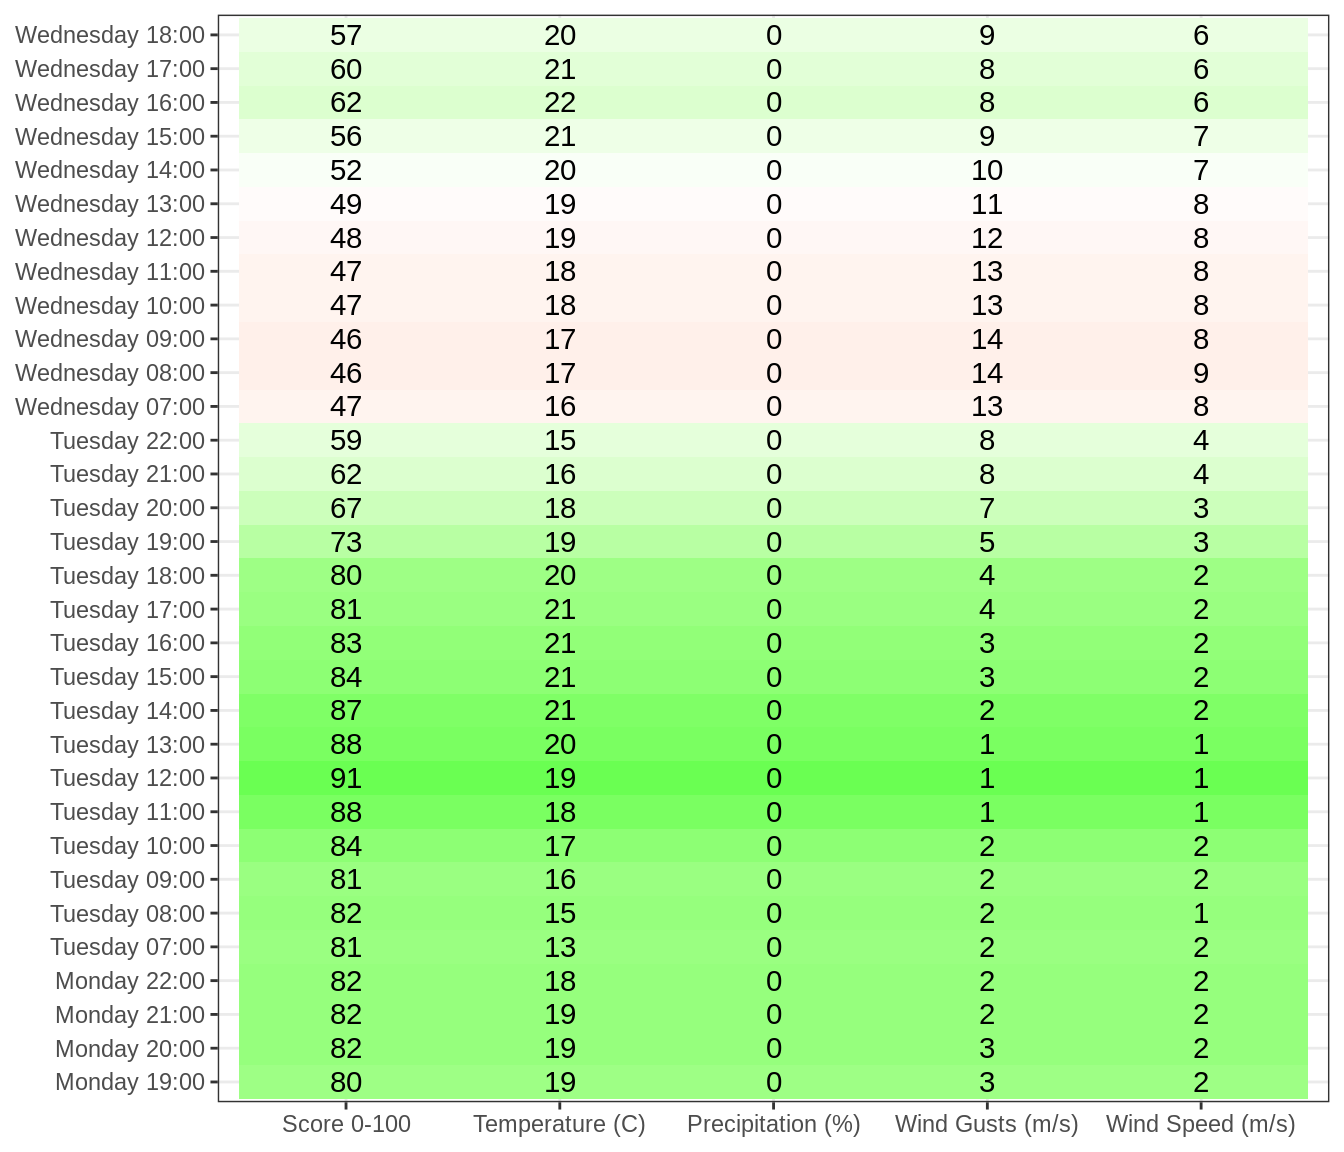 Wednesday 18:00 57 20 0 9 6
Wednesday 17:00 60 21 0 8 6
Wednesday 16:00 62 22 0 8 6
Wednesday 15:00 56 21 0 9 7
Wednesday 14:00 52 20 0 10 7
Wednesday 13:00 49 19 0 11 8
Wednesday 12:00 48 19 0 12 8
Wednesday 11:00 47 18 0 13 8
Wednesday 10:00 47 18 0 13 8
Wednesday 09:00 46 17 0 14 8
Wednesday 08:00 46 17 0 14 9
Wednesday 07:00 47 16 0 13 8
Tuesday 22:00 59 15 0 8 4
Tuesday 21:00 62 16 0 8 4
Tuesday 20:00 67 18 0 7 3
Tuesday 19:00 73 19 0 5 3
Tuesday 18:00 80 20 0 4 2
Tuesday 17:00 81 21 0 4 2
Tuesday 16:00 83 21 0 3 2
Tuesday 15:00 84 21 0 3 2
Tuesday 14:00 87 21 0 2 2
Tuesday 13:00 88 20 0 1 1
Tuesday 12:00 91 19 0 1 1
Tuesday 11:00 88 18 0 1 1
Tuesday 10:00 84 17 0 2 2
Tuesday 09:00 81 16 0 2 2
Tuesday 08:00 82 15 0 2 1
Tuesday 07:00 81 13 0 2 2
Monday 22:00 82 18 0 2 2
Monday 21:00 82 19 0 2 2
Monday 20:00 82 19 0 3 2
Monday 19:00 80 19 0 3 2
Score 0-100 Temperature (C) Precipitation (%) Wind Gusts (m/s) Wind Speed (m/s)